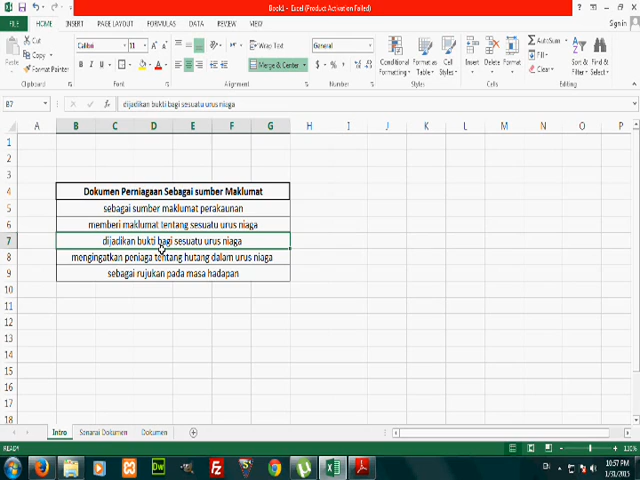 Book1 - Excel (Product Activation Failed)
FILE HOME INSERT PAGE LAYOUT FORMULAS DATA REVIEW VIEW Sign in
Cut
Copy
Format Painter
Paste
Calibri 11
Wrap Text
Merge & Center
General
Conditional Formatting
Format as Table
Cell Styles
Insert Delete Format
AutoSum
Fill
Clear
Sort & Filter
Find & Select
Clipboard Font Alignment Number Styles Cells Editing
B7 dijadikan bukti bagi sesuatu urus niaga
A B C D E F G H I J K L M N O P
1
2
3
4 Dokumen Perniagaan Sebagai sumber Maklumat
5 sebagai sumber maklumat perakaunan
6 memberi maklumat tentang sesuatu urus niaga
7 dijadikan bukti bagi sesuatu urus niaga
8 mengingatkan peniaga tentang hutang dalam urus niaga
9 sebagai rujukan pada masa hadapan
10
11
12
13
14
15
16
17
18
Intro Senarai Dokumen Dokumen
READY 130%
EN 10:57 PM
1/31/2015